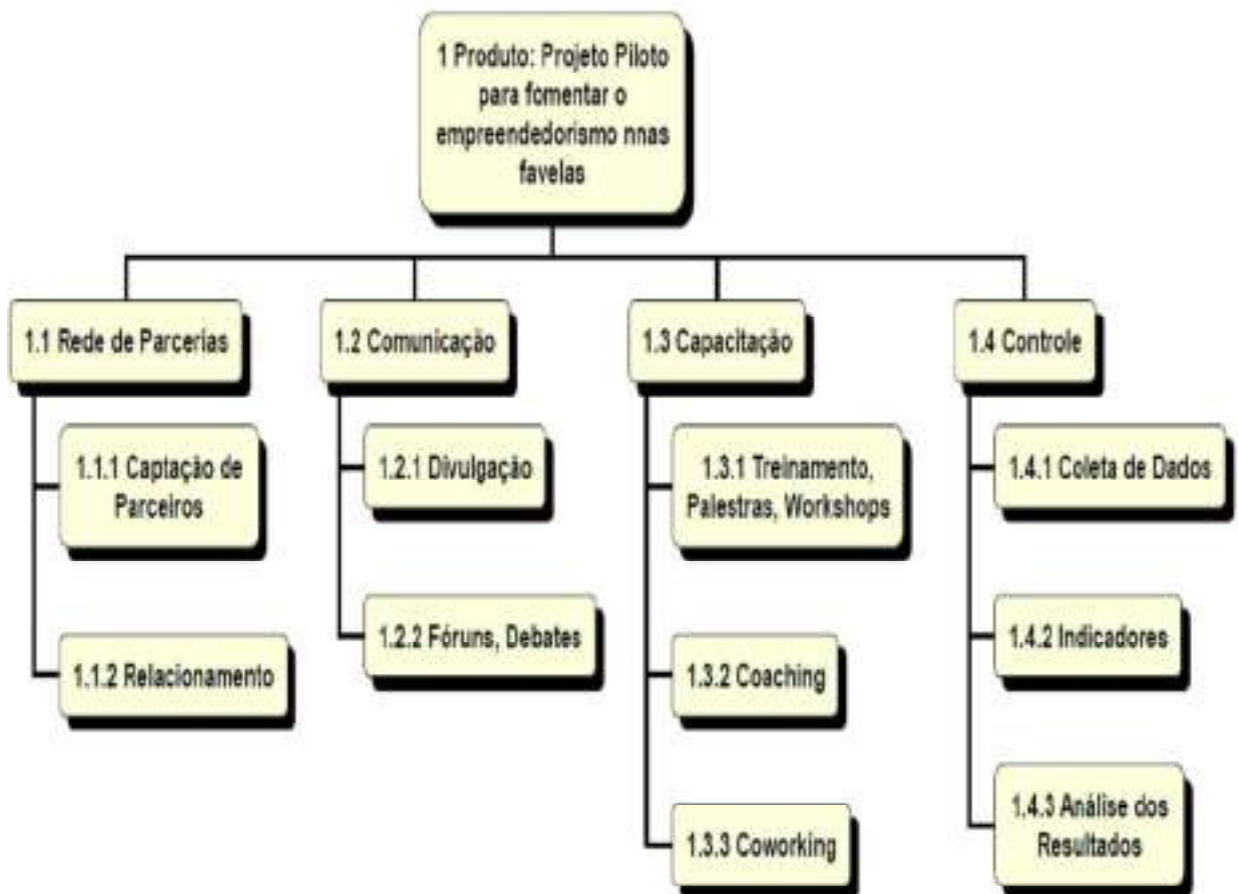 1 Produto: Projeto Piloto
para fomentar o
empreendedorismo nnas
favelas
1.1 Rede de Parcerias
1.2 Comunicação
1.3 Capacitação
1.4 Controle
1.1.1 Captação de
Parceiros
1.1.2 Relacionamento
1.2.1 Divulgação
1.2.2 Fóruns, Debates
1.3.1 Treinamento,
Palestras, Workshops
1.3.2 Coaching
1.3.3 Coworking
1.4.1 Coleta de Dados
1.4.2 Indicadores
1.4.3 Análise dos
Resultados